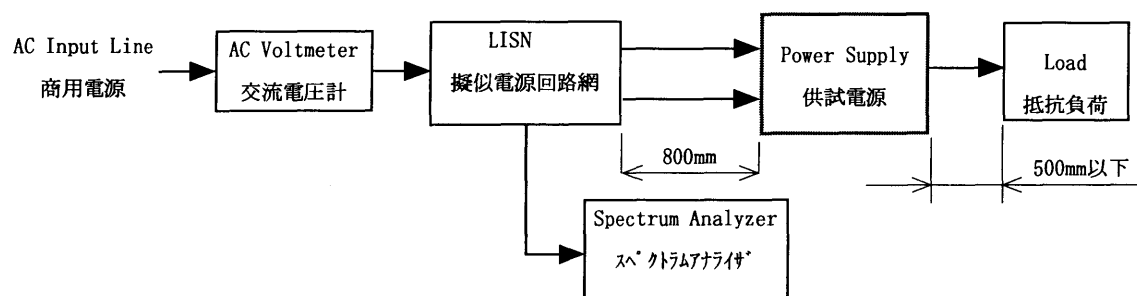 AC Input Line
商用電源
AC Voltmeter
交流電圧計
LISN
擬似電源回路網
Power Supply
供試電源
Load
抵抗負荷
800mm
500mm以下
Spectrum Analyzer
ｽﾍﾟｸﾄﾗﾑｱﾅﾗｲｻﾞ